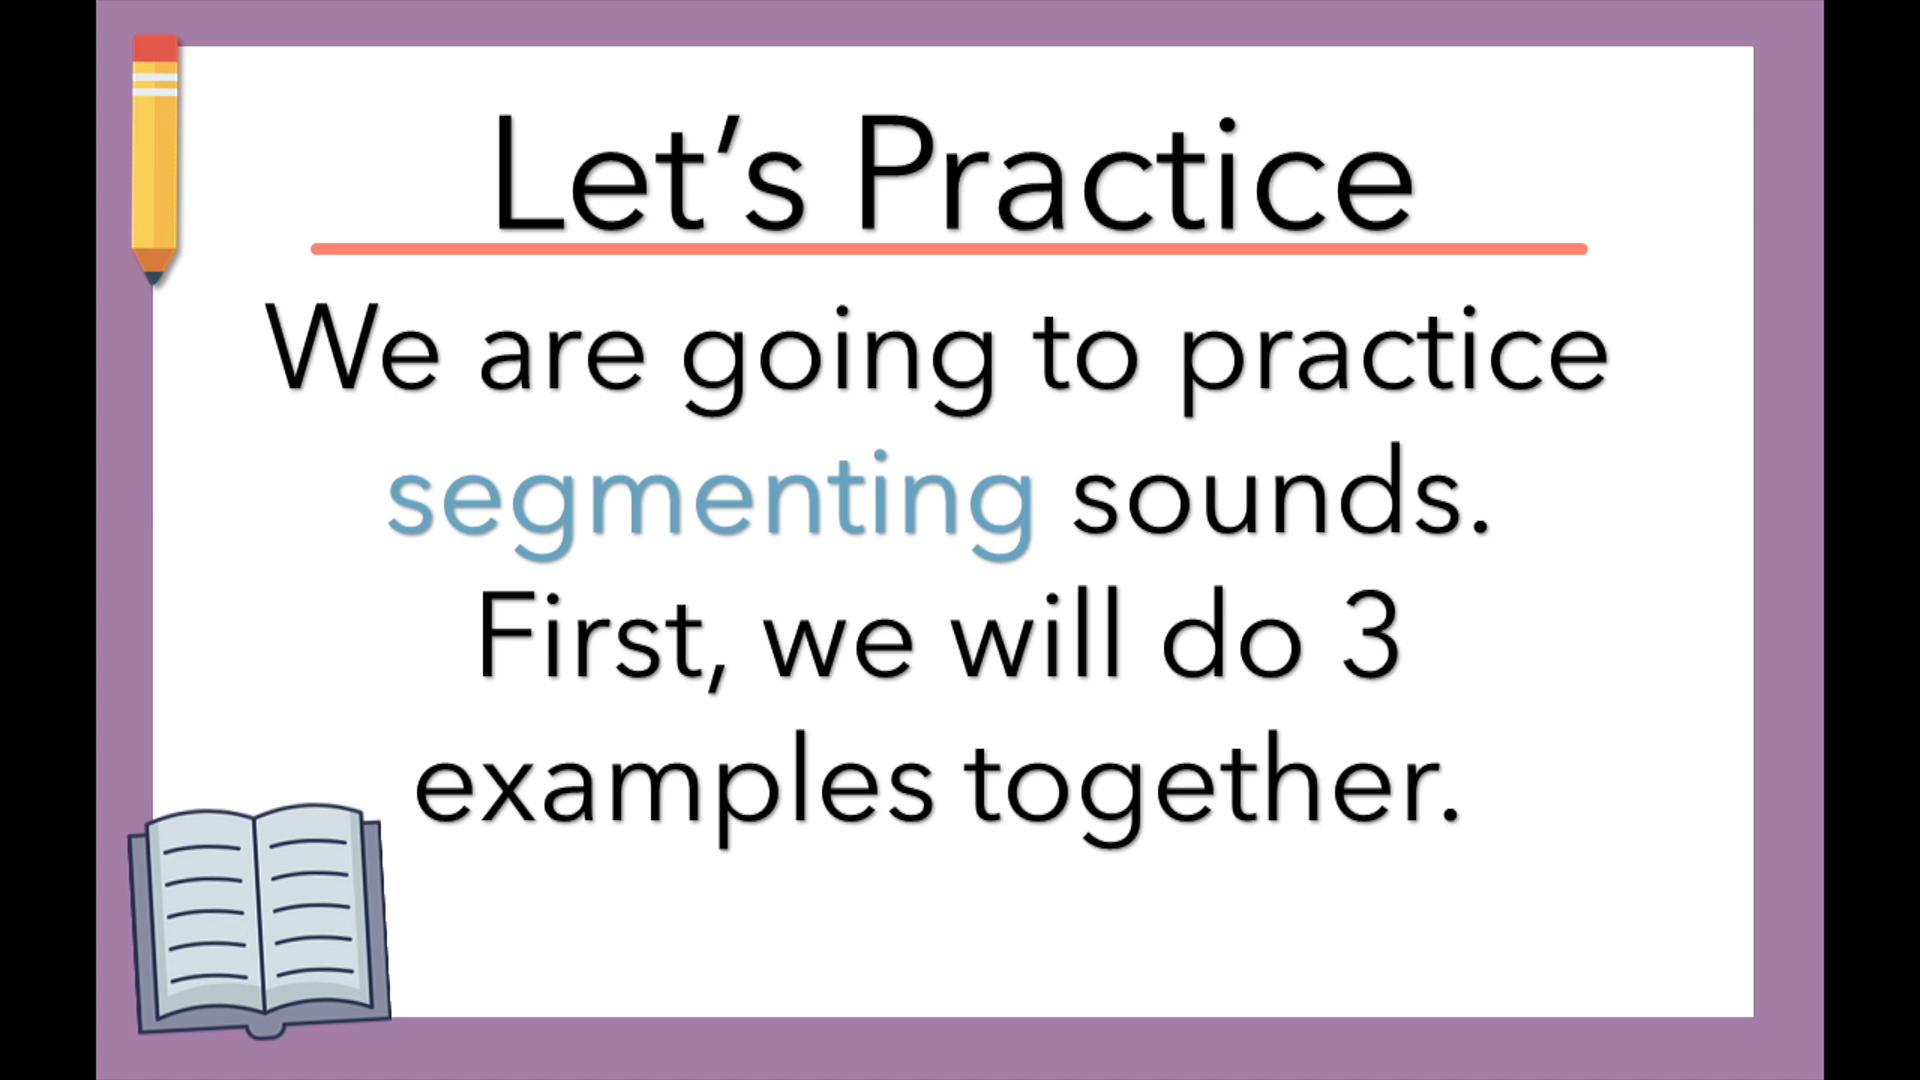 Let’s Practice
We are going to practice
segmenting sounds.
First, we will do 3
examples together.